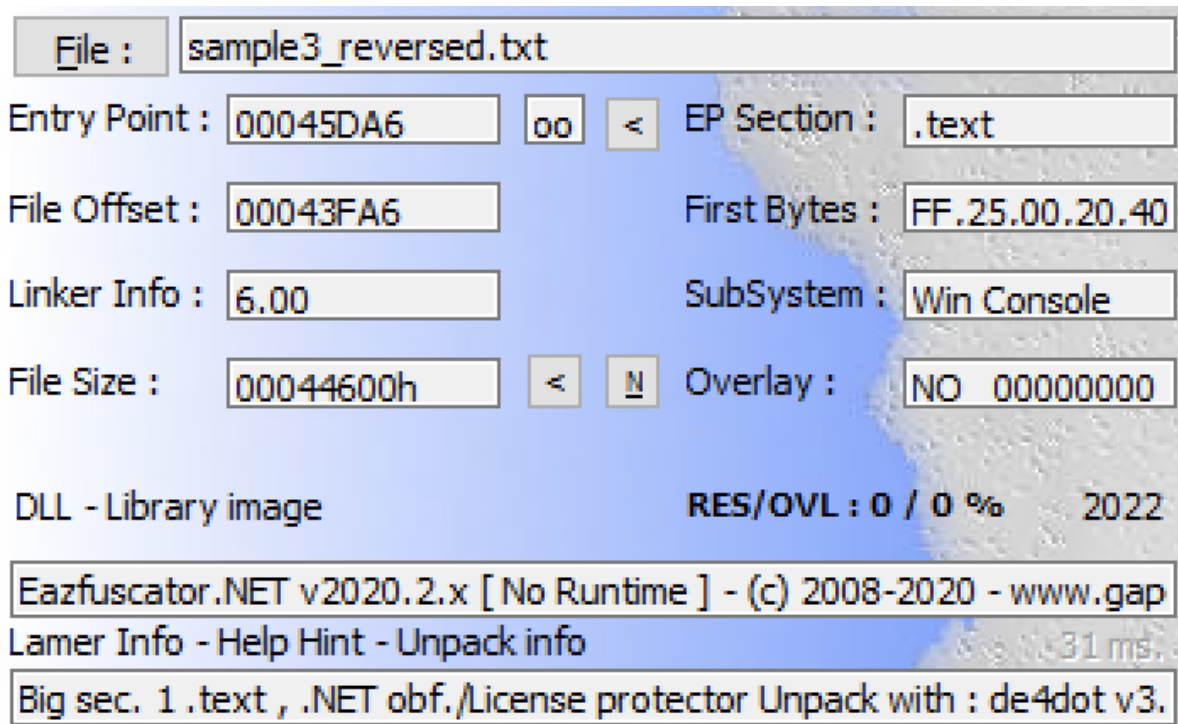 File : sample3_reversed.txt
Entry Point : 00045DA6 oo < EP Section : .text
File Offset : 00043FA6 First Bytes : FF.25.00.20.40
Linker Info : 6.00 SubSystem : Win Console
File Size : 00044600h < N Overlay : NO 00000000
DLL - Library image RES/OVL : 0 / 0 % 2022
Eazfuscator.NET v2020.2.x [ No Runtime ] - (c) 2008-2020 - www.gap
Lamer Info - Help Hint - Unpack info 31 ms.
Big sec. 1 .text , .NET obf./License protector Unpack with : de4dot v3.